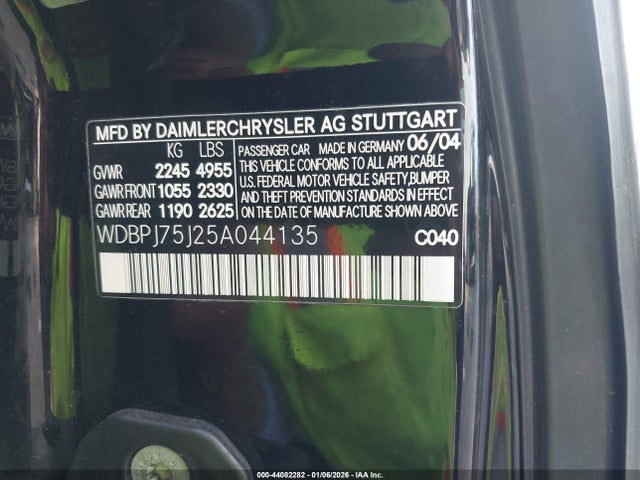 MFD BY DAIMLERCHRYSLER AG STUTTGART
KG LBS PASSENGER CAR MADE IN GERMANY 06/04
GVWR 2245 4955 THIS VEHICLE CONFORMS TO ALL APPLICABLE
GAWR FRONT 1055 2330 U.S. FEDERAL MOTOR VEHICLE SAFETY, BUMPER
AND THEFT PREVENTION STANDARDS IN EFFECT
GAWR REAR 1190 2625 ON THE DATE OF MANUFACTURE SHOWN ABOVE.
WDBPJ75J25A044135 C040
000-44082282 - 01/06/2026 - IAA Inc.